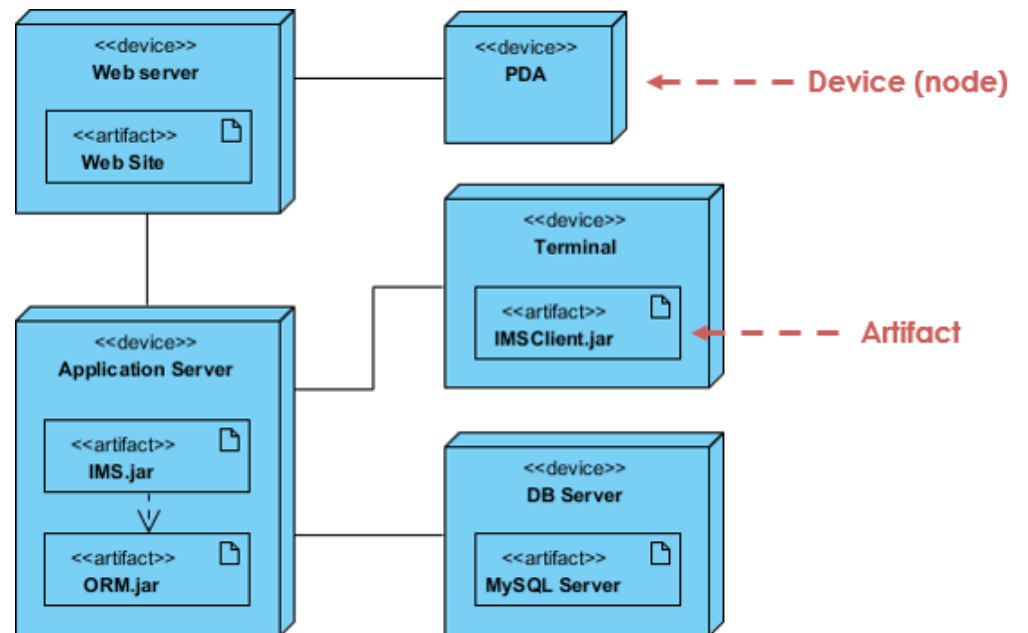 <<device>>
Web server
<<artifact>>
Web Site
<<device>>
PDA
Device (node)
<<device>>
Terminal
<<artifact>>
IMSClient.jar
Artifact
<<device>>
Application Server
<<artifact>>
IMS.jar
<<artifact>>
ORM.jar
<<device>>
DB Server
<<artifact>>
MySQL Server